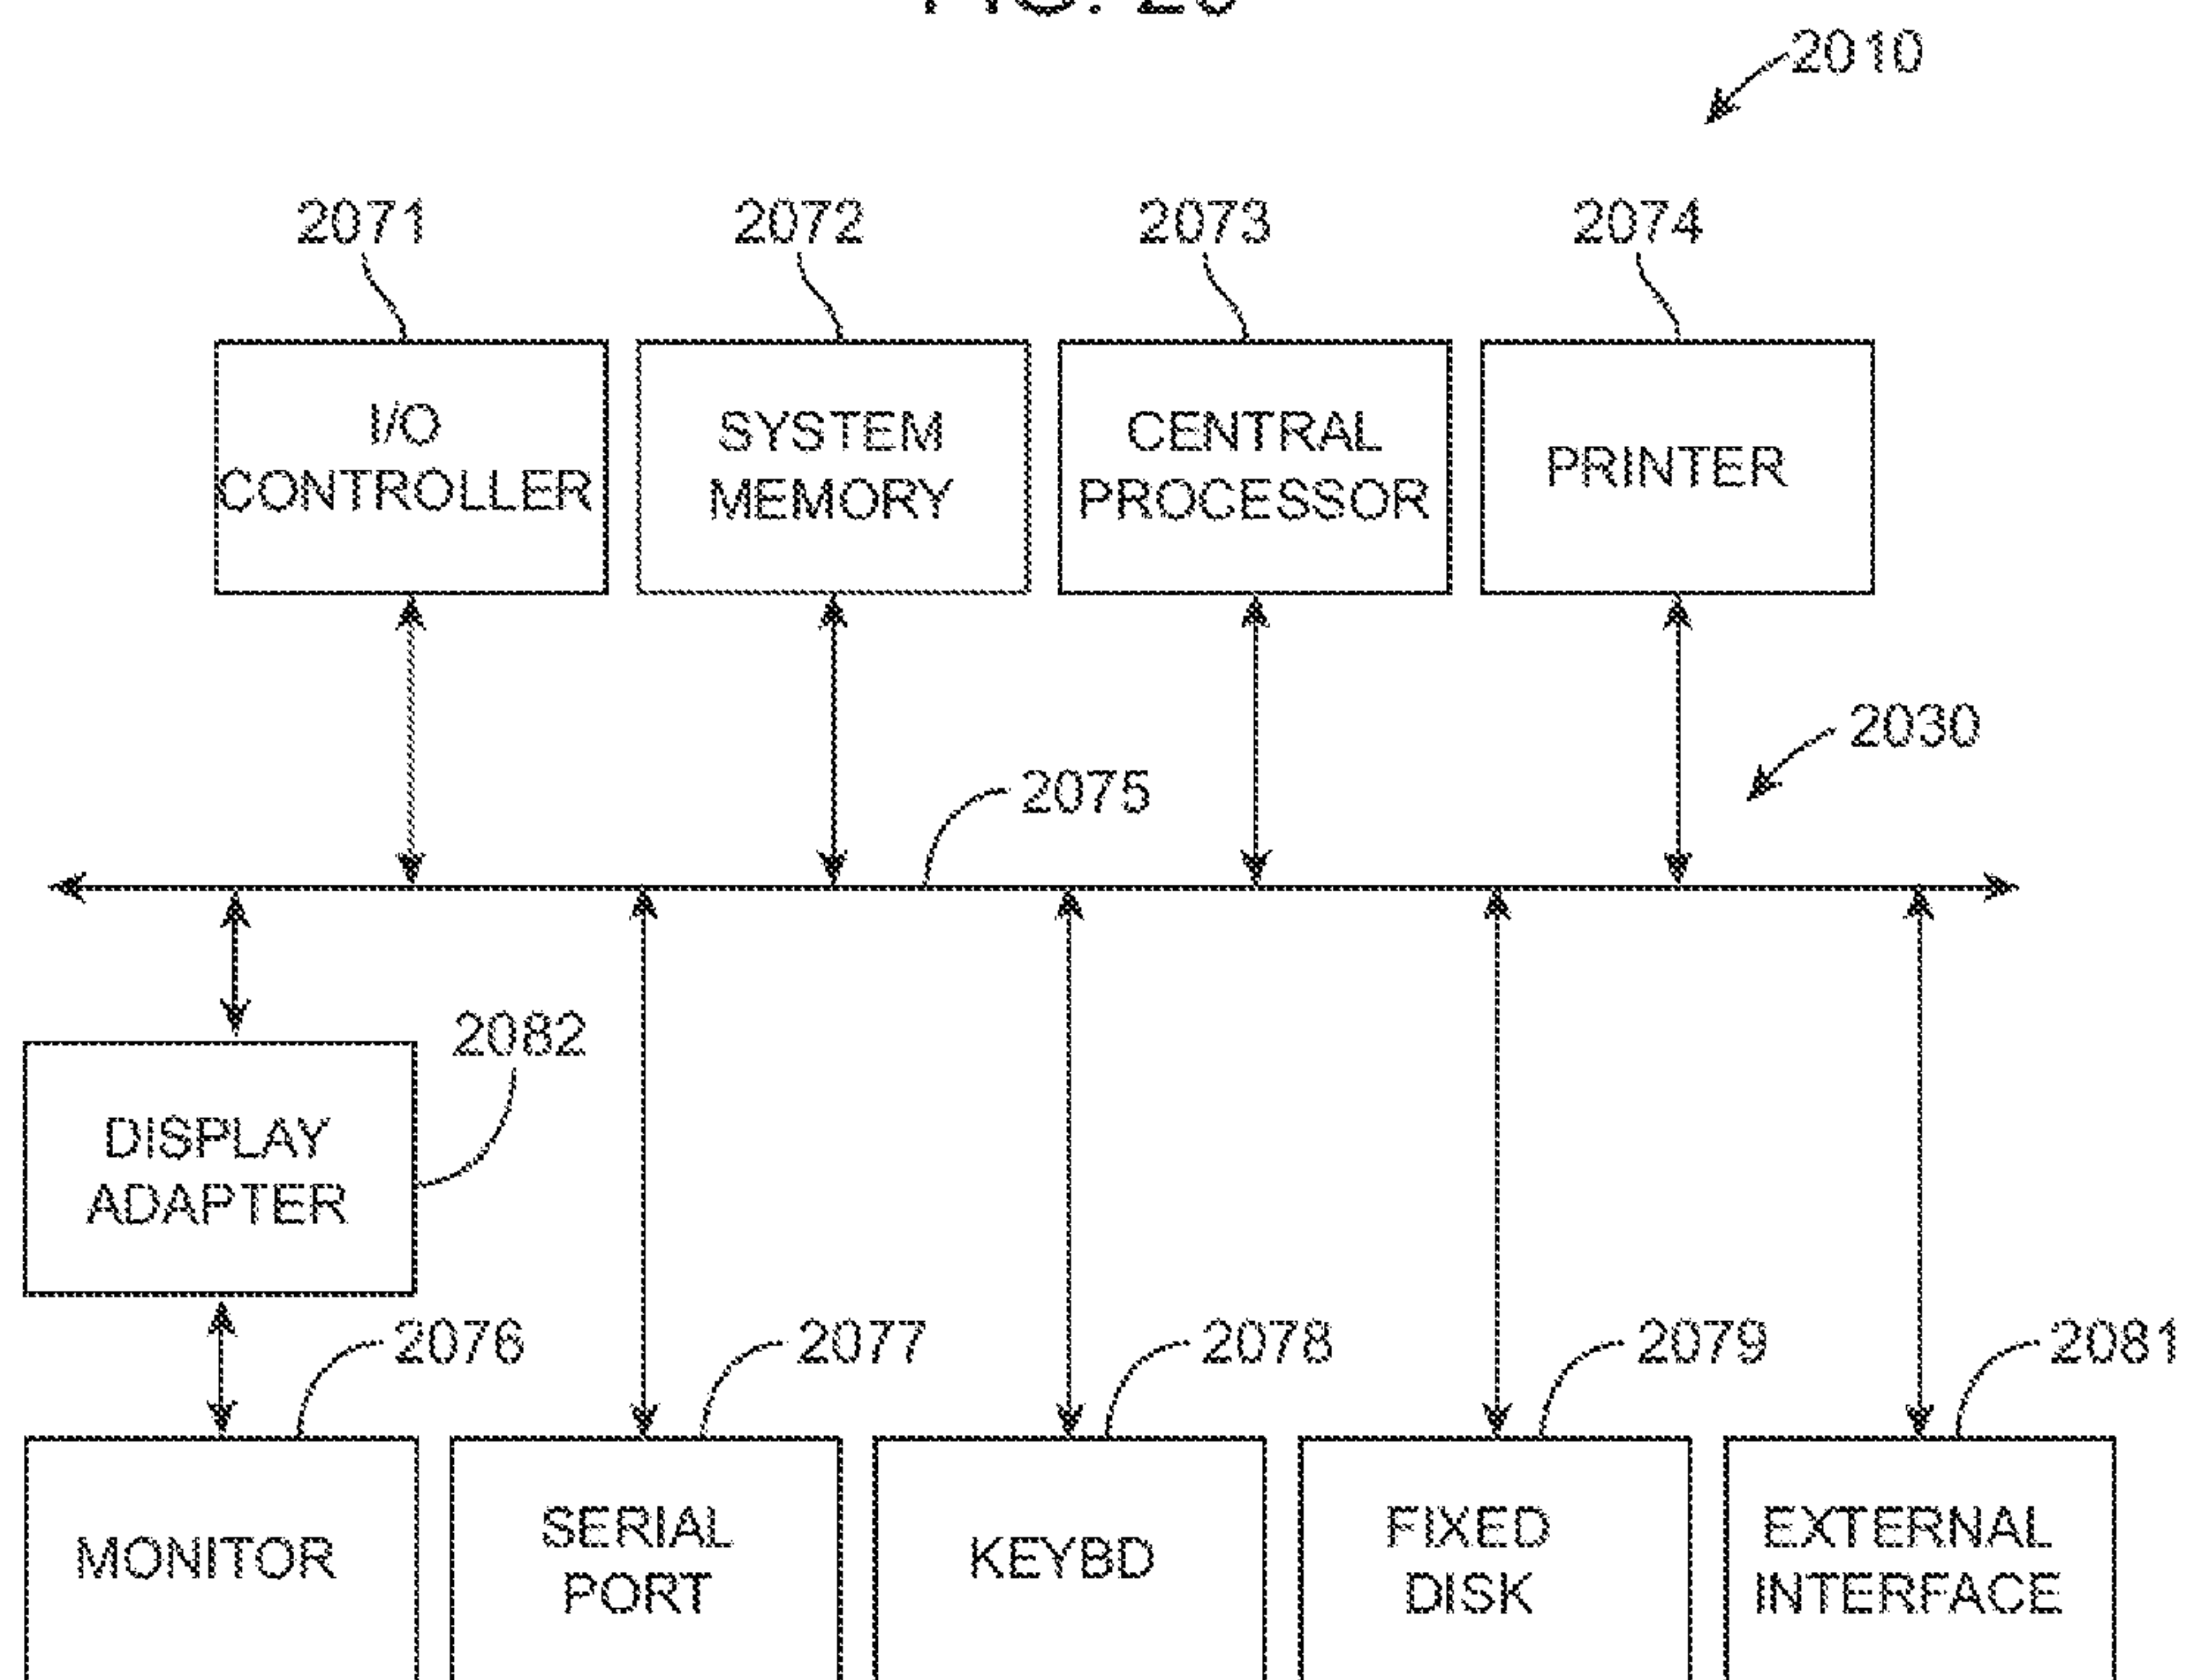 2010
2071
2072
2073
2074
I/O
CONTROLLER
SYSTEM
MEMORY
CENTRAL
PROCESSOR
PRINTER
2030
2075
2082
DISPLAY
ADAPTER
2076
2077
2078
2079
2081
MONITOR
SERIAL
PORT
KEYBD
FIXED
DISK
EXTERNAL
INTERFACE